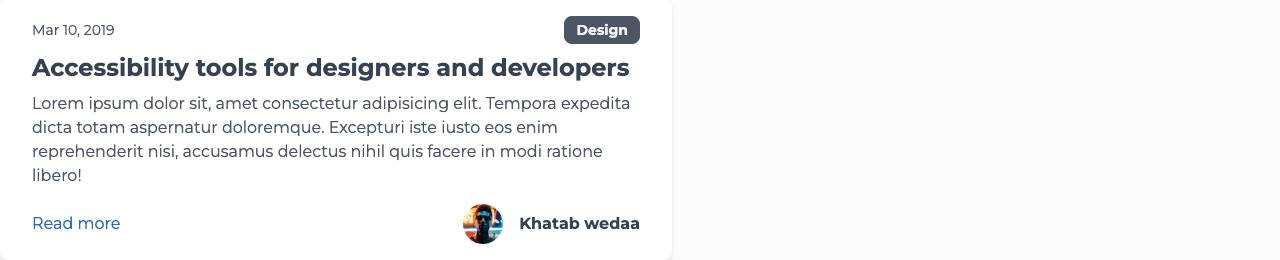 Mar 10, 2019
Design
Accessibility tools for designers and developers
Lorem ipsum dolor sit, amet consectetur adipisicing elit. Tempora expedita
dicta totam aspernatur doloremque. Excepturi iste iusto eos enim
reprehenderit nisi, accusamus delectus nihil quis facere in modi ratione
libero!
Read more
Khatab wedaa